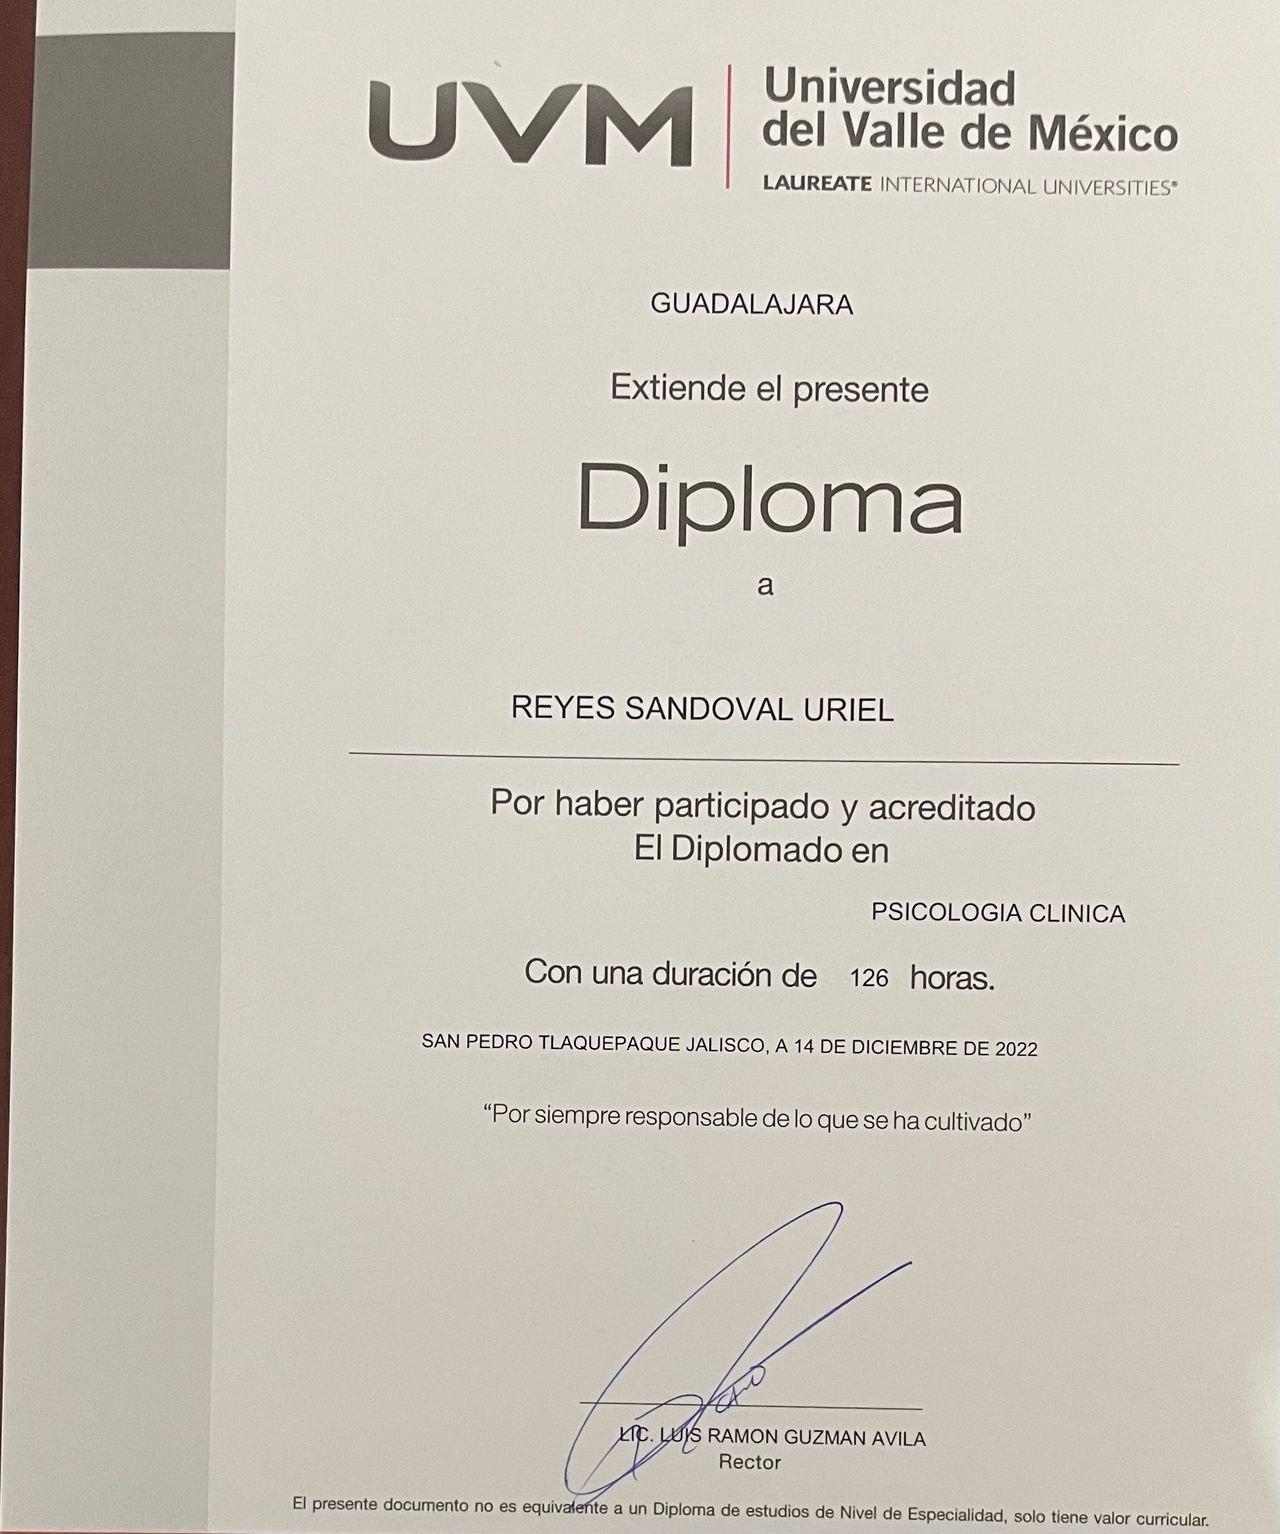 UVM
Universidad
del Valle de México
LAUREATE INTERNATIONAL UNIVERSITIES®
GUADALAJARA
Extiende el presente
Diploma
a
REYES SANDOVAL URIEL
Por haber participado y acreditado
El Diplomado en
PSICOLOGIA CLINICA
Con una duración de 126 horas.
SAN PEDRO TLAQUEPAQUE JALISCO, A 14 DE DICIEMBRE DE 2022
“Por siempre responsable de lo que se ha cultivado”
LIC. LUIS RAMON GUZMAN AVILA
Rector
El presente documento no es equivalente a un Diploma de estudios de Nivel de Especialidad, solo tiene valor curricular.